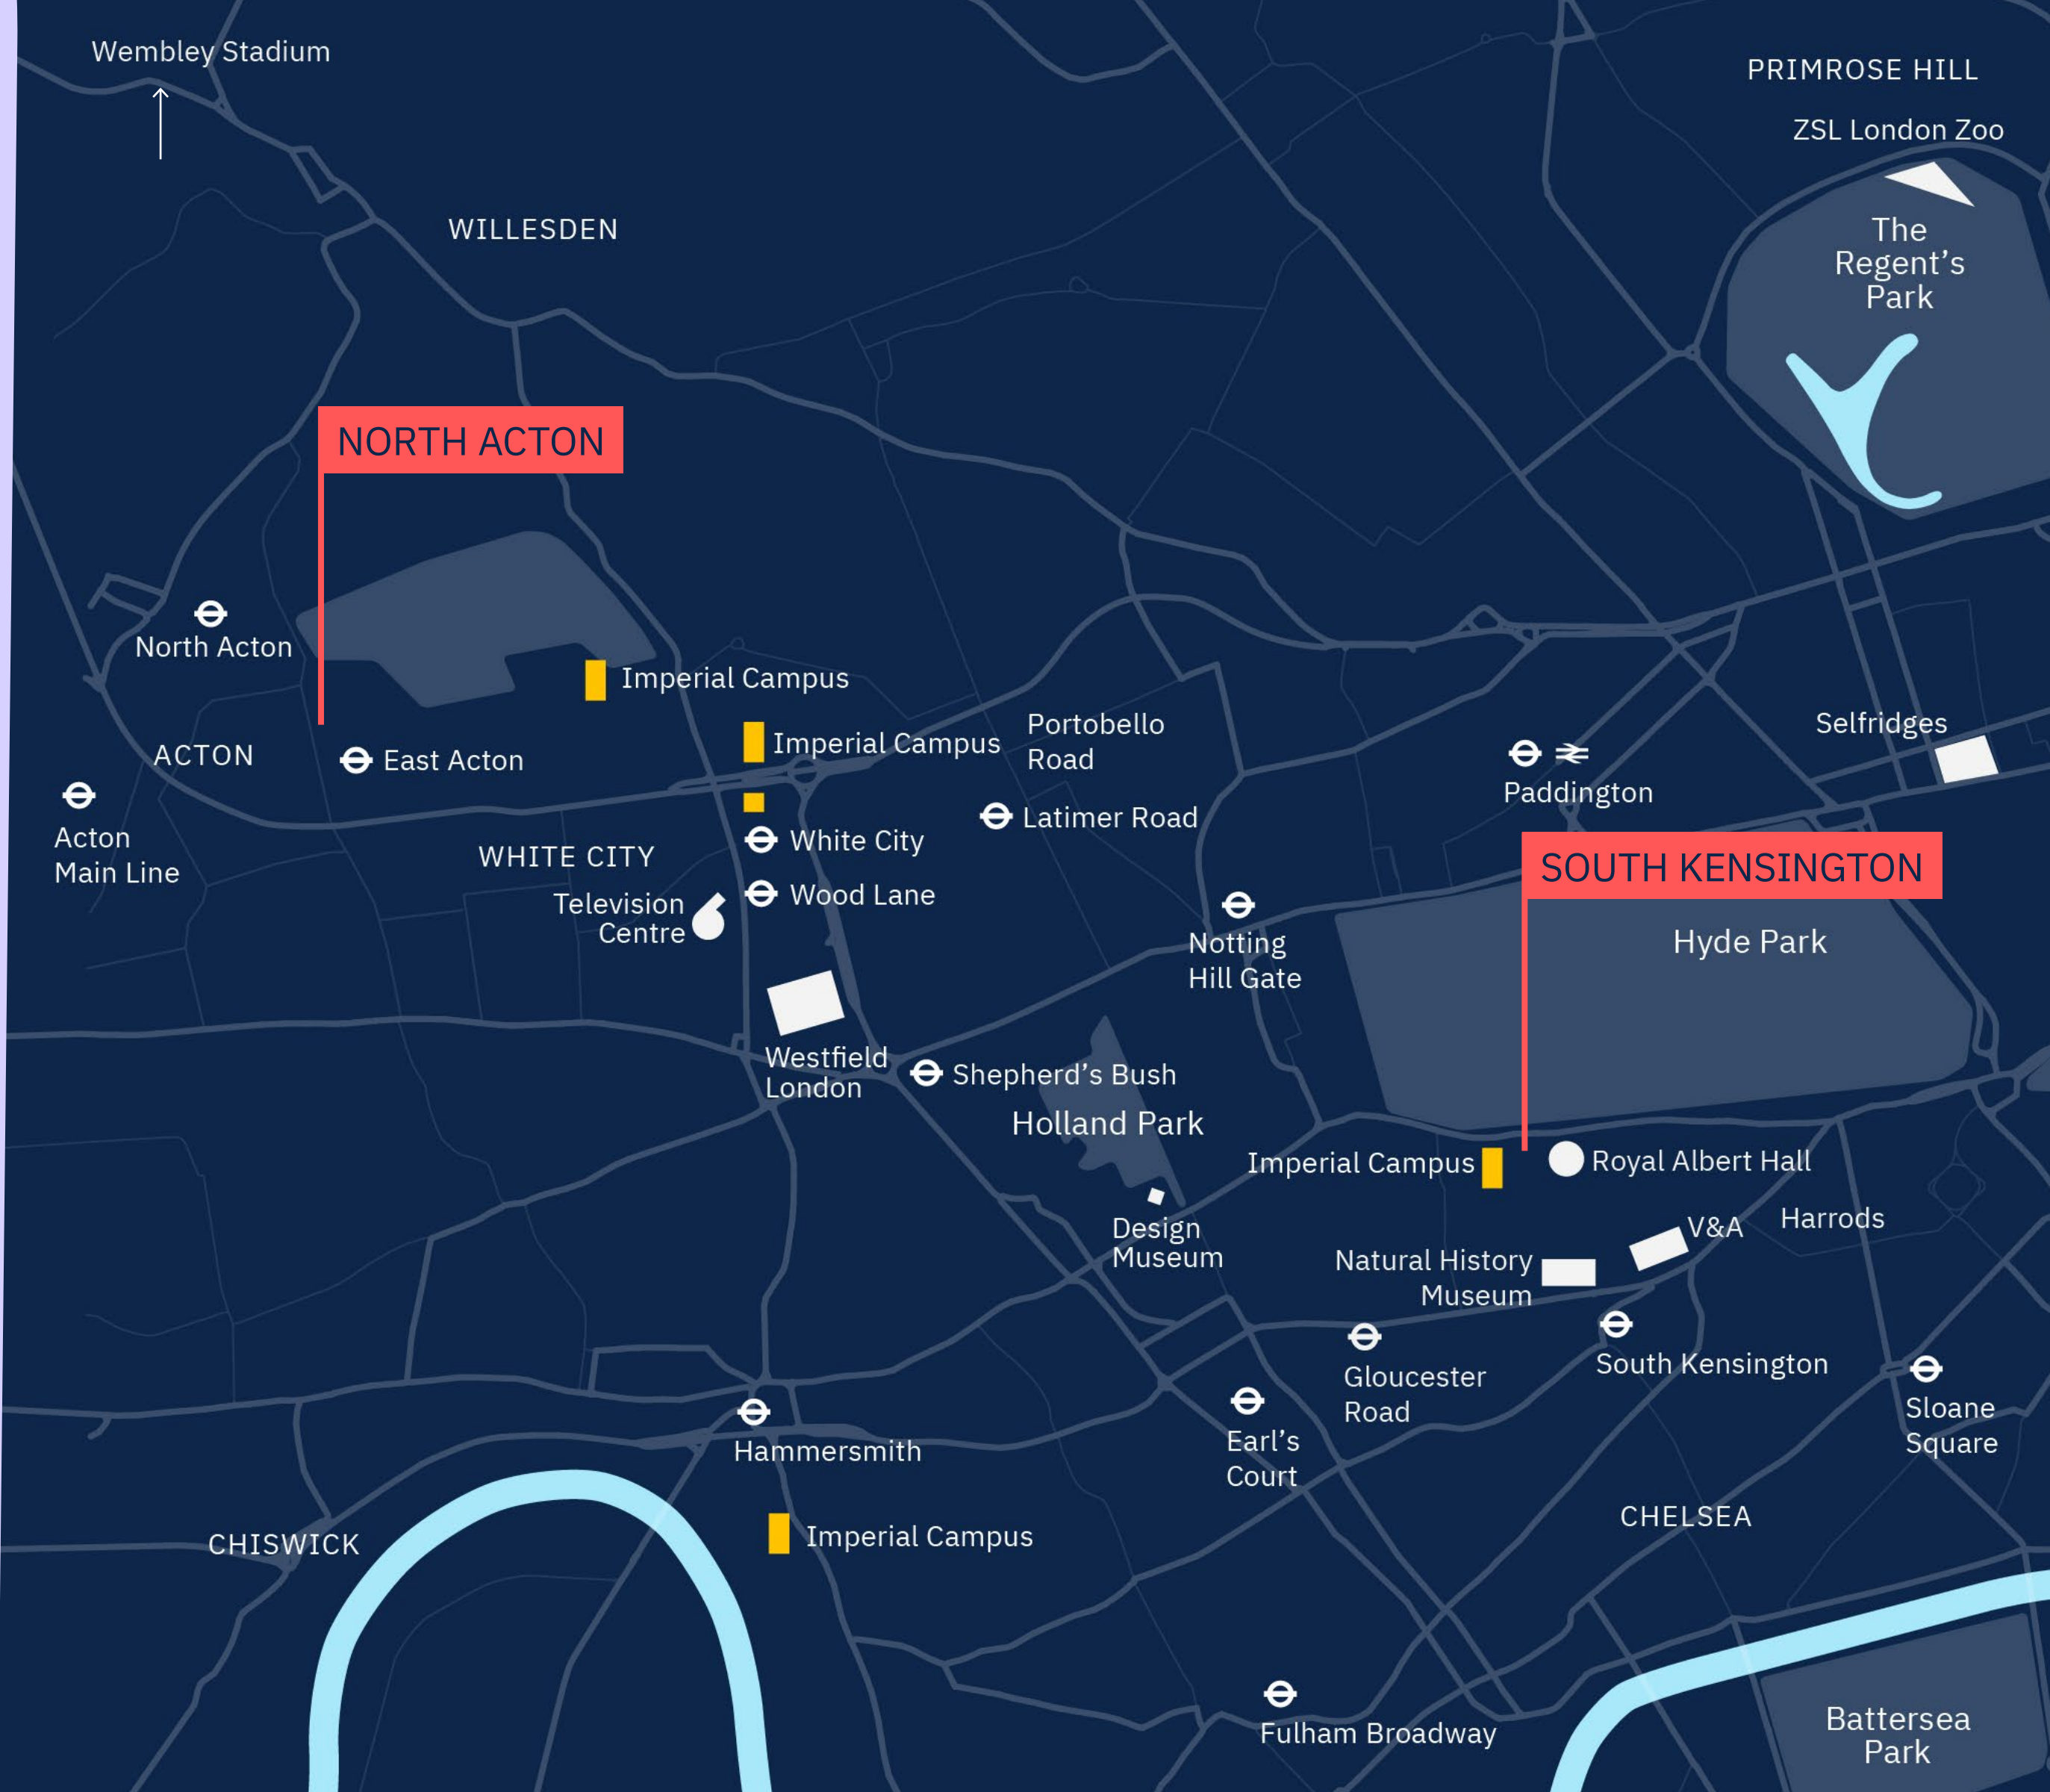 Wembley Stadium
PRIMROSE HILL
ZSL London Zoo
WILLESDEN
The
Regent’s
Park
NORTH ACTON
North Acton
Imperial Campus
Imperial Campus
Portobello
Road
Selfridges
ACTON
East Acton
Paddington
Acton
Main Line
Latimer Road
White City
WHITE CITY
SOUTH KENSINGTON
Wood Lane
Television
Centre
Notting
Hill Gate
Hyde Park
Westfield
London
Shepherd’s Bush
Holland Park
Imperial Campus
Royal Albert Hall
Design
Museum
V&A
Harrods
Natural History
Museum
South Kensington
Gloucester
Road
Sloane
Square
Hammersmith
Earl’s
Court
CHELSEA
CHISWICK
Imperial Campus
Fulham Broadway
Battersea
Park